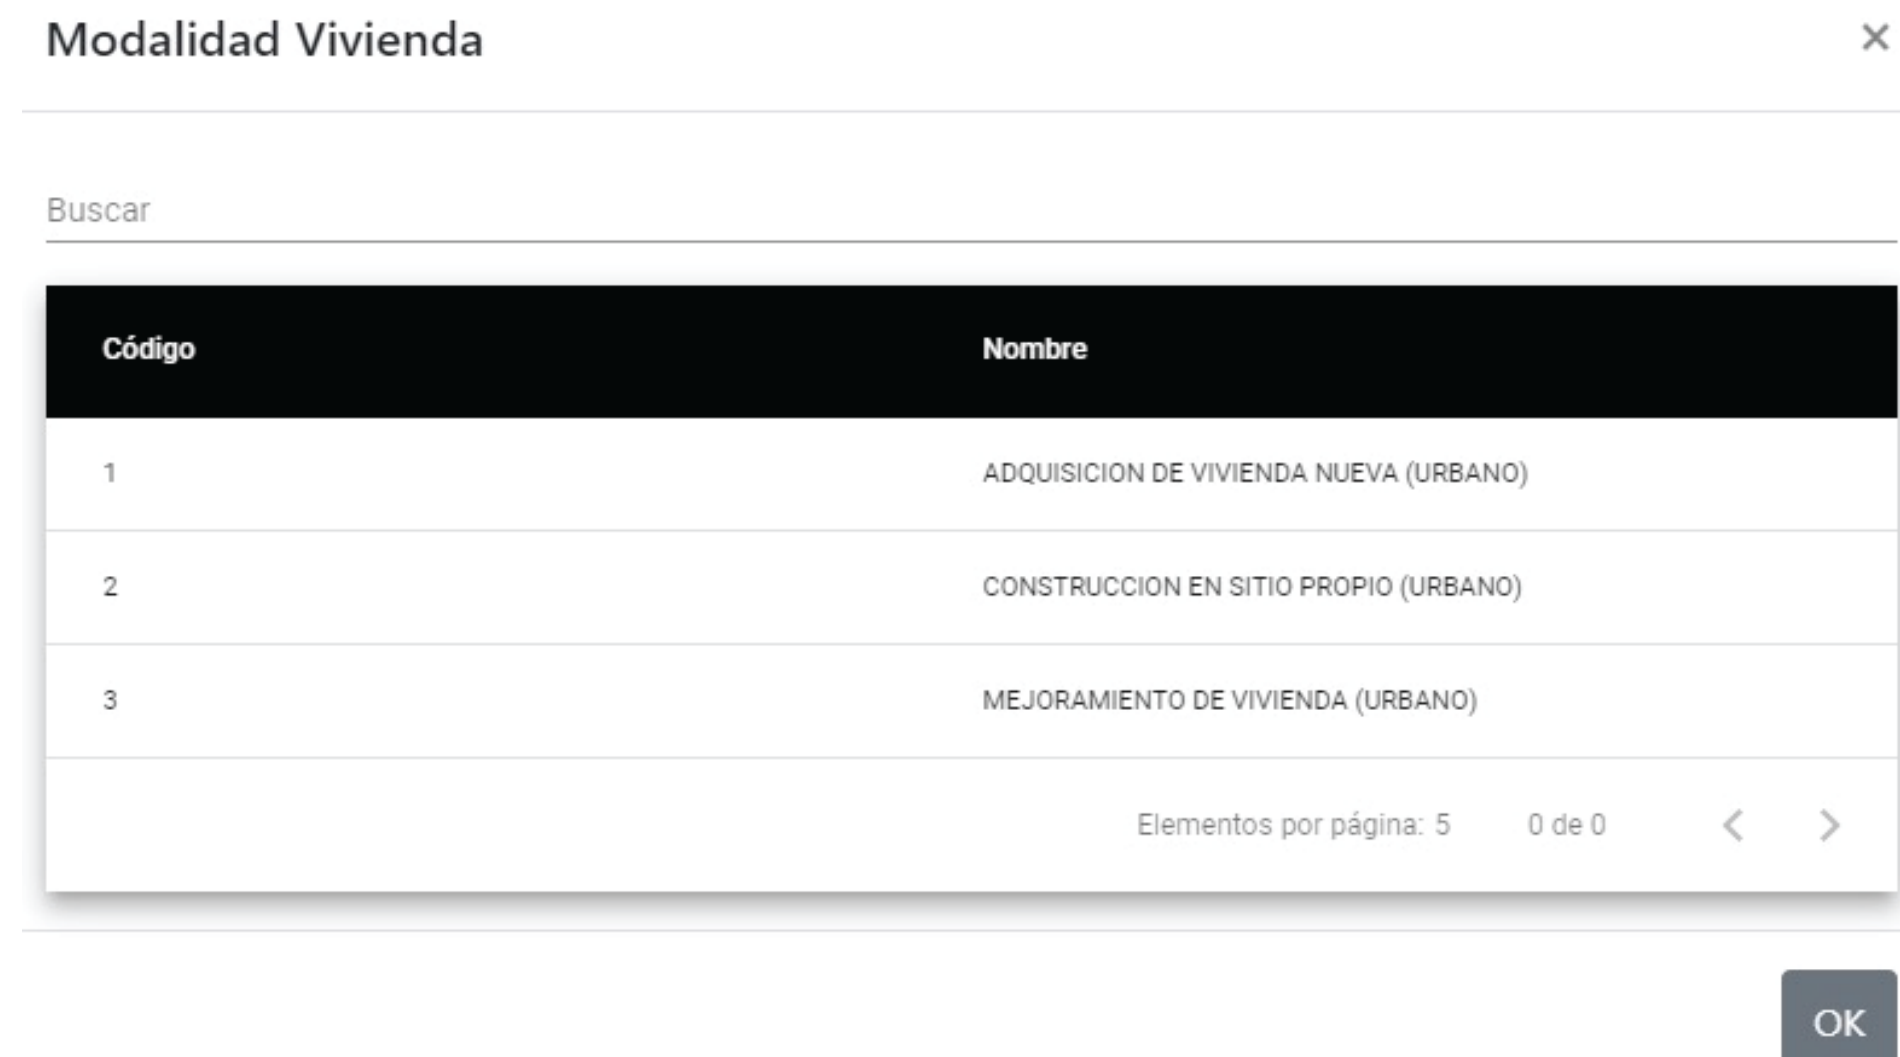 Modalidad Vivienda
Buscar
Código Nombre
1 ADQUISICION DE VIVIENDA NUEVA (URBANO)
2 CONSTRUCCION EN SITIO PROPIO (URBANO)
3 MEJORAMIENTO DE VIVIENDA (URBANO)
Elementos por página: 5 0 de 0
OK